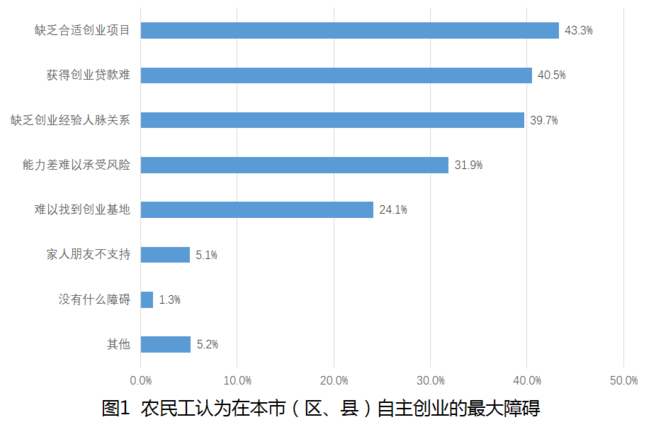 缺乏合适创业项目 43.3%
获得创业贷款难 40.5%
缺乏创业经验人脉关系 39.7%
能力差难以承受风险 31.9%
难以找到创业基地 24.1%
家人朋友不支持 5.1%
没有什么障碍 1.3%
其他 5.2%
0.0% 10.0% 20.0% 30.0% 40.0% 50.0%
图1 农民工认为在本市（区、县）自主创业的最大障碍